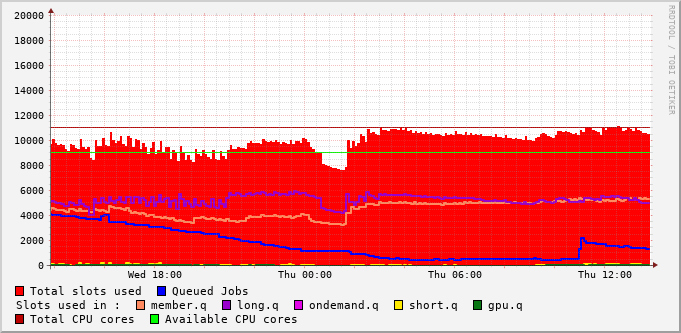 20000
18000
16000
14000
12000
10000
8000
6000
4000
2000
0
Wed 18:00 Thu 00:00 Thu 06:00 Thu 12:00
RRDTOOL / TOBI OETIKER
Total slots used Queued Jobs
Slots used in : member.q long.q ondemand.q short.q gpu.q
Total CPU cores Available CPU cores